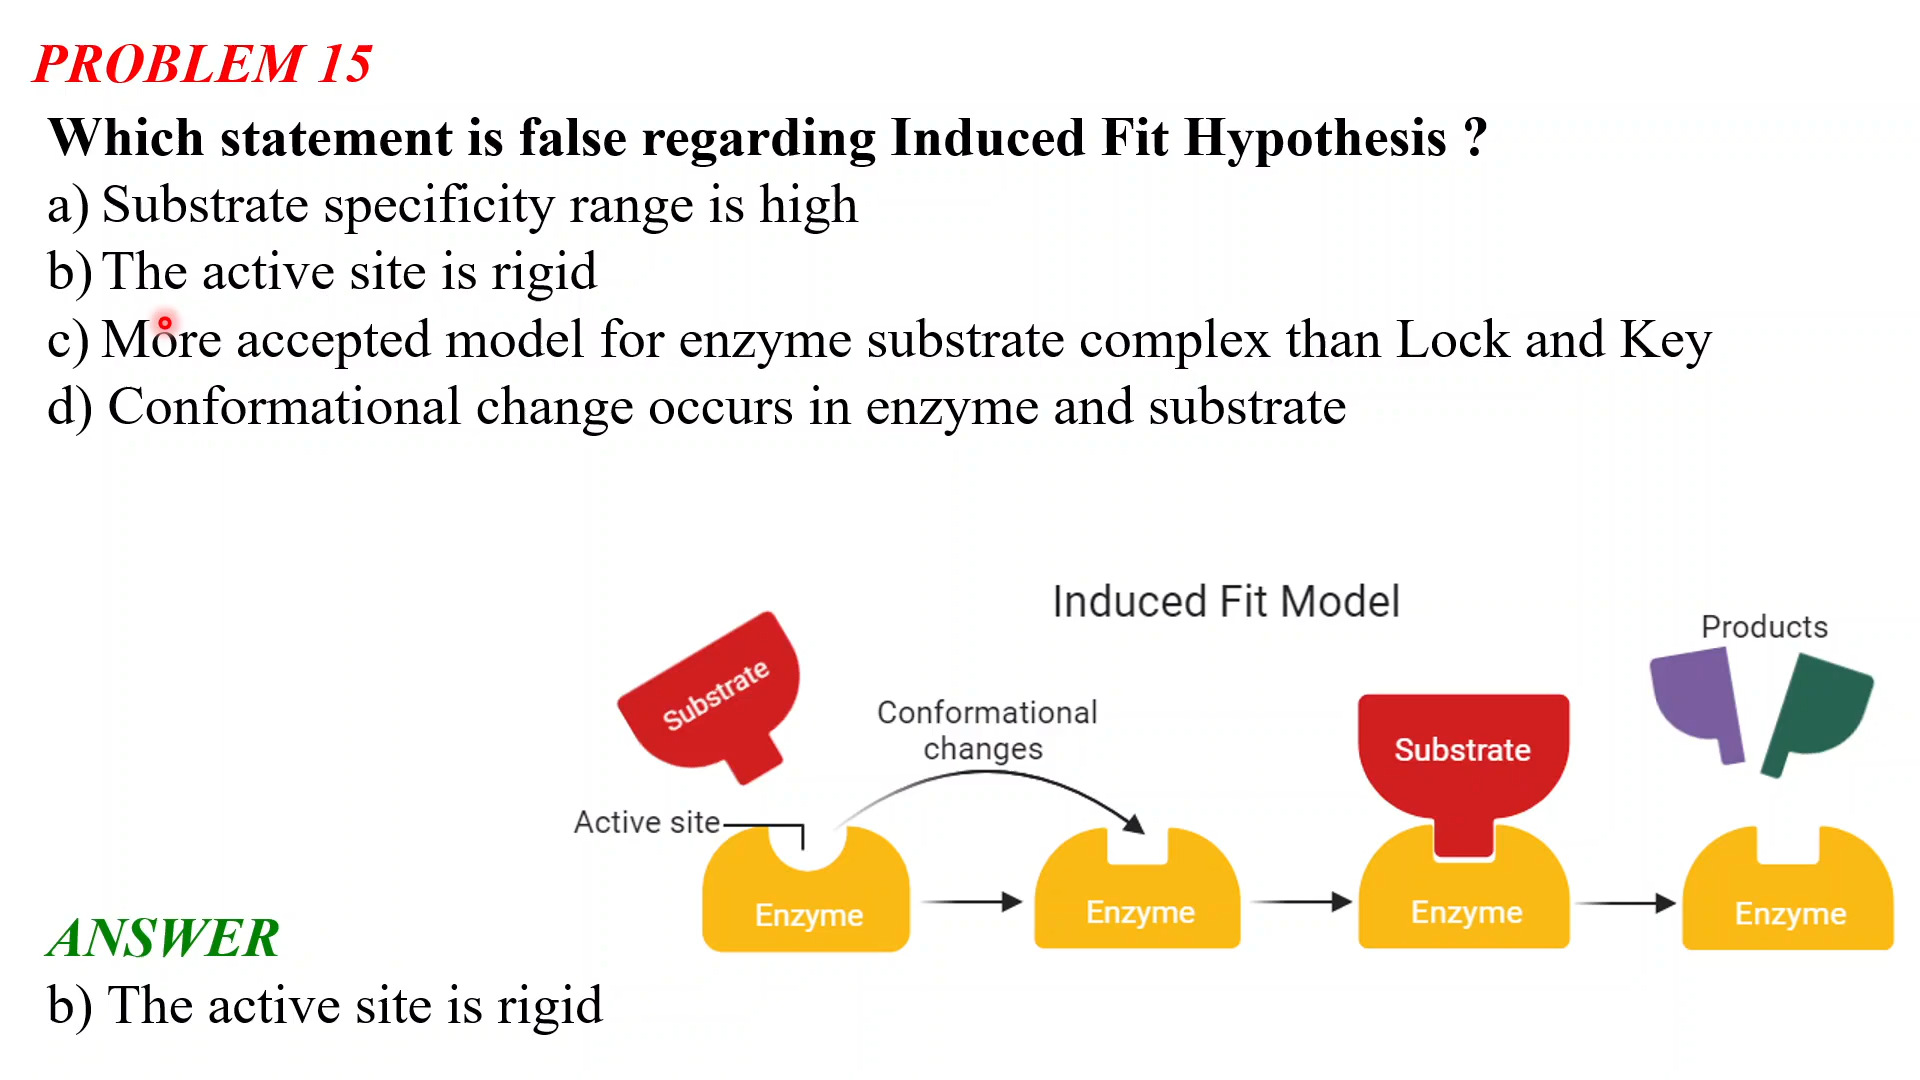 PROBLEM 15
Which statement is false regarding Induced Fit Hypothesis ?
a) Substrate specificity range is high
b) The active site is rigid
c) More accepted model for enzyme substrate complex than Lock and Key
d) Conformational change occurs in enzyme and substrate
Induced Fit Model
Products
Substrate
Conformational
changes
Substrate
Active site
Enzyme
Enzyme
Enzyme
Enzyme
ANSWER
b) The active site is rigid